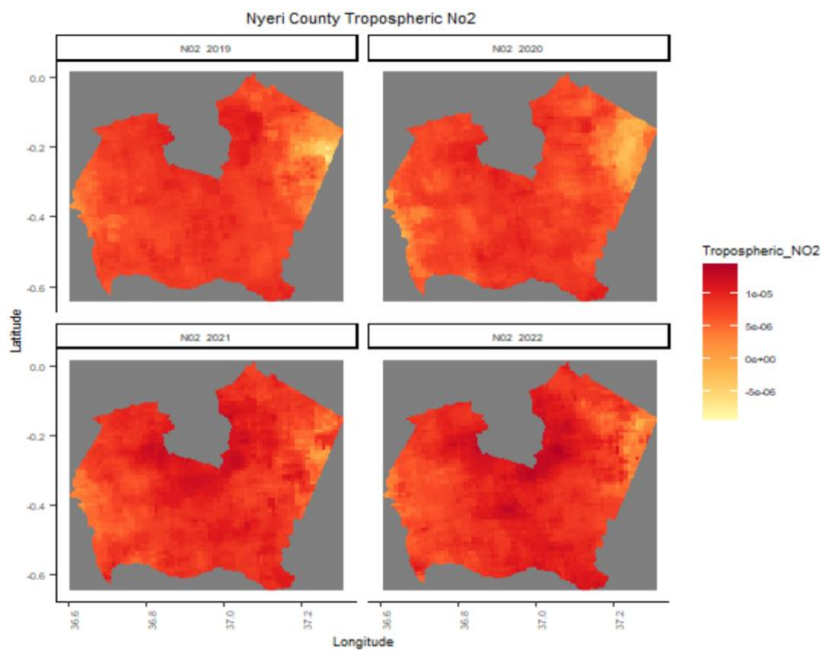 Nyeri County Tropospheric No2
N02 2019
N02 2020
0.0
-0.2
-0.4
-0.6
N02 2021
N02 2022
0.0
-0.2
-0.4
-0.6
36.6
36.8
37.0
37.2
36.6
36.8
37.0
37.2
Latitude
Longitude
Tropospheric_NO2
1e-05
5e-06
0e+00
-5e-06